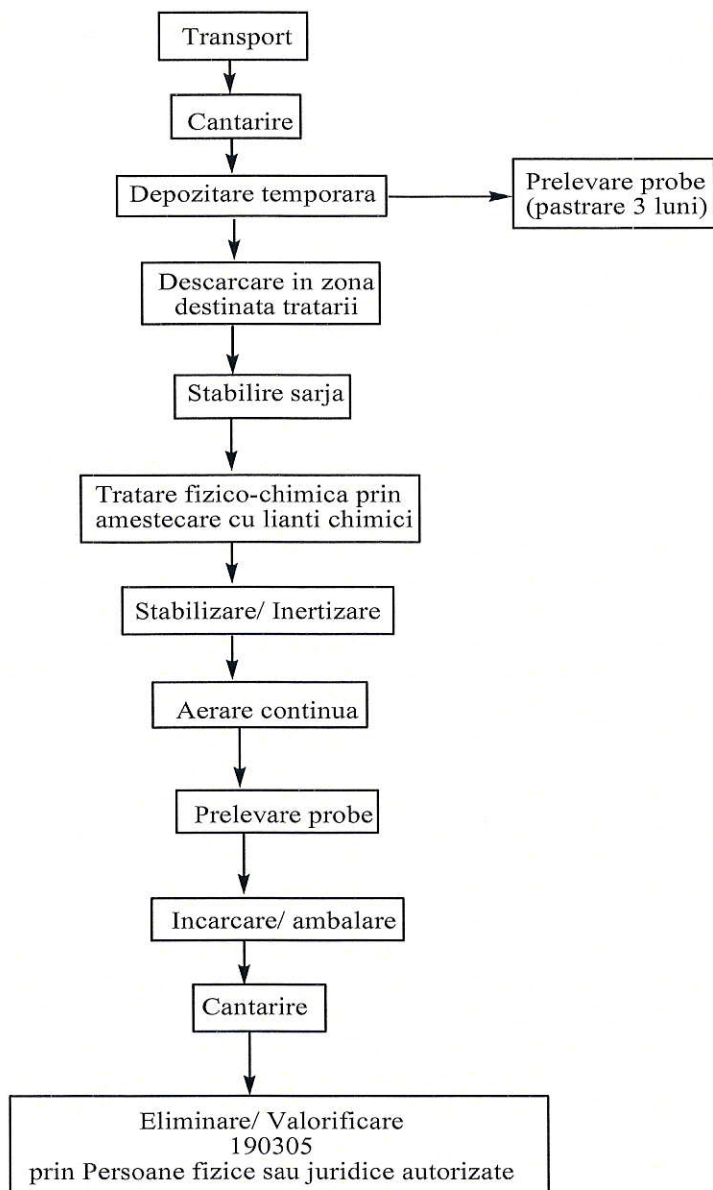 Transport
Cantarire
Depozitare temporara
Prelevare probe
(pastrare 3 luni)
Descarcare in zona
destinata tratarii
Stabilire sarja
Tratare fizico-chimica prin
amestecare cu lianti chimici
Stabilizare/ Inertizare
Aerare continua
Prelevare probe
Incarcare/ ambalare
Cantarire
Eliminare/ Valorificare
190305
prin Persoane fizice sau juridice autorizate